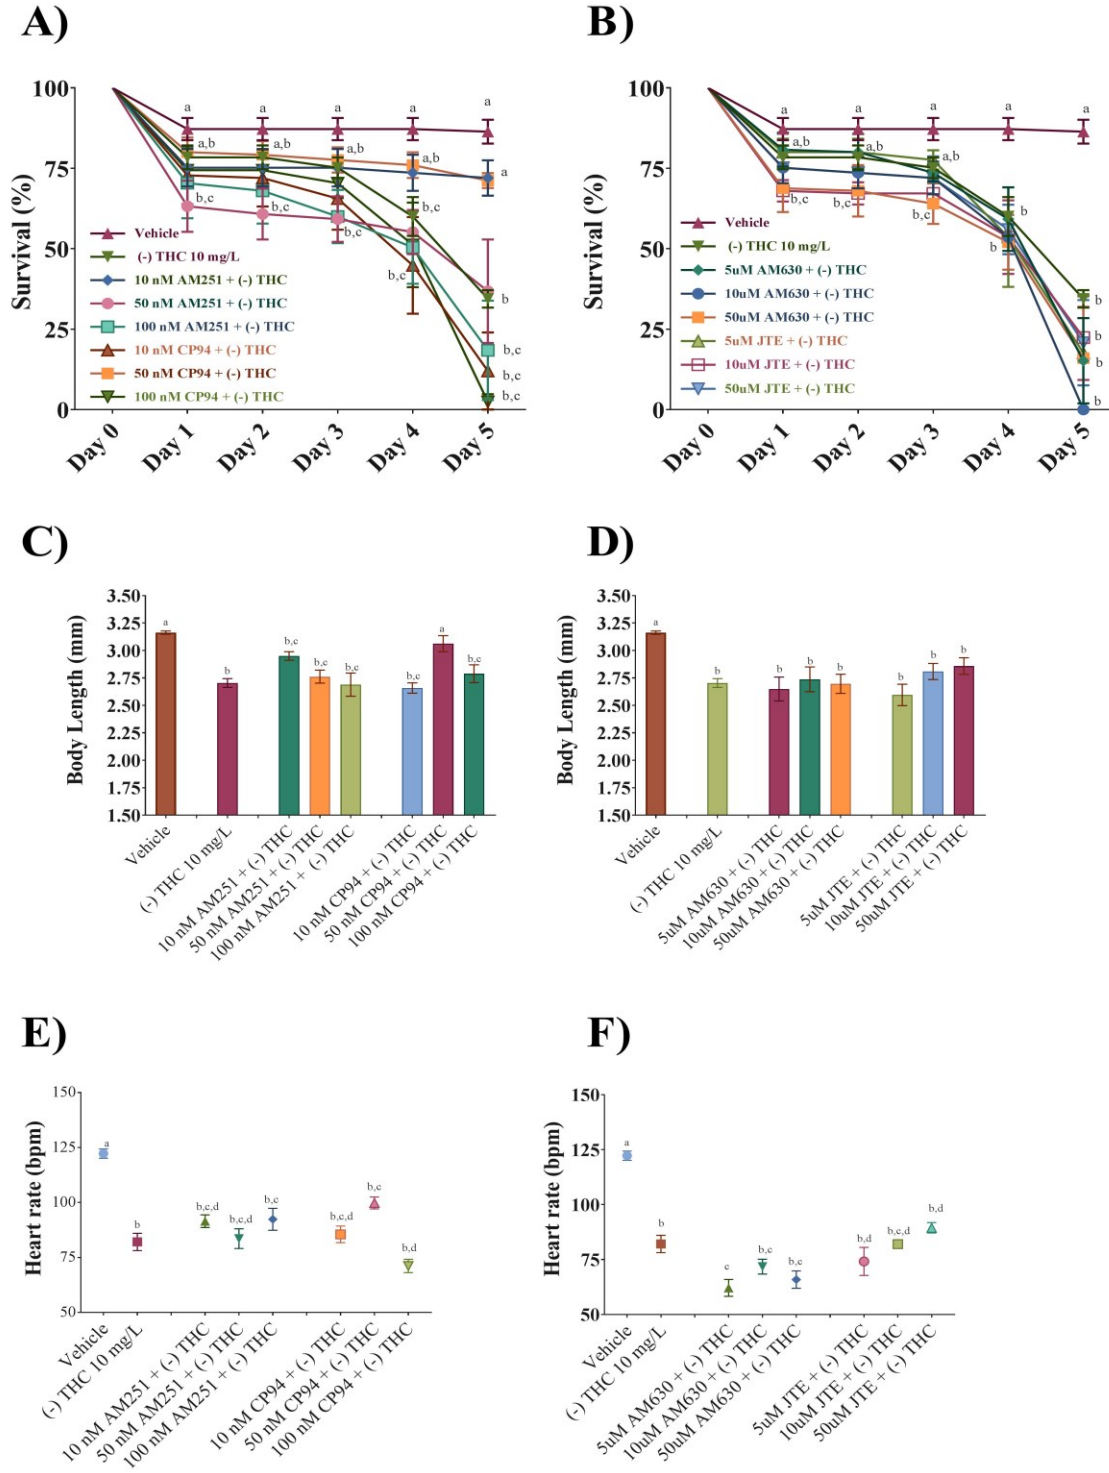 A)
B)
Survival (%)
100
75
50
25
0
a
a
a
a
a
a,b
a,b
a,b
a,b
a
b,c
b,c
b,c
b
b,c
b
b,c
b,c
b,c
Vehicle
(-) THC 10 mg/L
10 nM AM251 + (-) THC
50 nM AM251 + (-) THC
100 nM AM251 + (-) THC
10 nM CP94 + (-) THC
50 nM CP94 + (-) THC
100 nM CP94 + (-) THC
Day 0
Day 1
Day 2
Day 3
Day 4
Day 5
Survival (%)
100
75
50
25
0
a
a
a
a
a
a,b
a,b
a,b
b,c
b,c
b,c
b
b
b
b
b
b
Vehicle
(-) THC 10 mg/L
5uM AM630 + (-) THC
10uM AM630 + (-) THC
50uM AM630 + (-) THC
5uM JTE + (-) THC
10uM JTE + (-) THC
50uM JTE + (-) THC
Day 0
Day 1
Day 2
Day 3
Day 4
Day 5
C)
D)
Body Length (mm)
3.50
3.25
3.00
2.75
2.50
2.25
2.00
1.75
1.50
a
b
b,c
b,c
b,c
b,c
a
b,c
Vehicle
(-) THC 10 mg/L
10 nM AM251 + (-) THC
50 nM AM251 + (-) THC
100 nM AM251 + (-) THC
10 nM CP94 + (-) THC
50 nM CP94 + (-) THC
100 nM CP94 + (-) THC
Body Length (mm)
3.50
3.25
3.00
2.75
2.50
2.25
2.00
1.75
1.50
a
b
b
b
b
b
b
b
Vehicle
(-) THC 10 mg/L
5uM AM630 + (-) THC
10uM AM630 + (-) THC
50uM AM630 + (-) THC
5uM JTE + (-) THC
10uM JTE + (-) THC
50uM JTE + (-) THC
E)
F)
Heart rate (bpm)
150
125
100
75
50
a
b
b,c,d
b,c,d
b,c
b,c,d
b,c
b,d
Vehicle
(-) THC 10 mg/L
10 nM AM251 + (-) THC
50 nM AM251 + (-) THC
100 nM AM251 + (-) THC
10 nM CP94 + (-) THC
50 nM CP94 + (-) THC
100 nM CP94 + (-) THC
Heart rate (bpm)
150
125
100
75
50
a
b
c
b,c
b,c
b,d
b,c,d
b,d
Vehicle
(-) THC 10 mg/L
5uM AM630 + (-) THC
10uM AM630 + (-) THC
50uM AM630 + (-) THC
5uM JTE + (-) THC
10uM JTE + (-) THC
50uM JTE + (-) THC